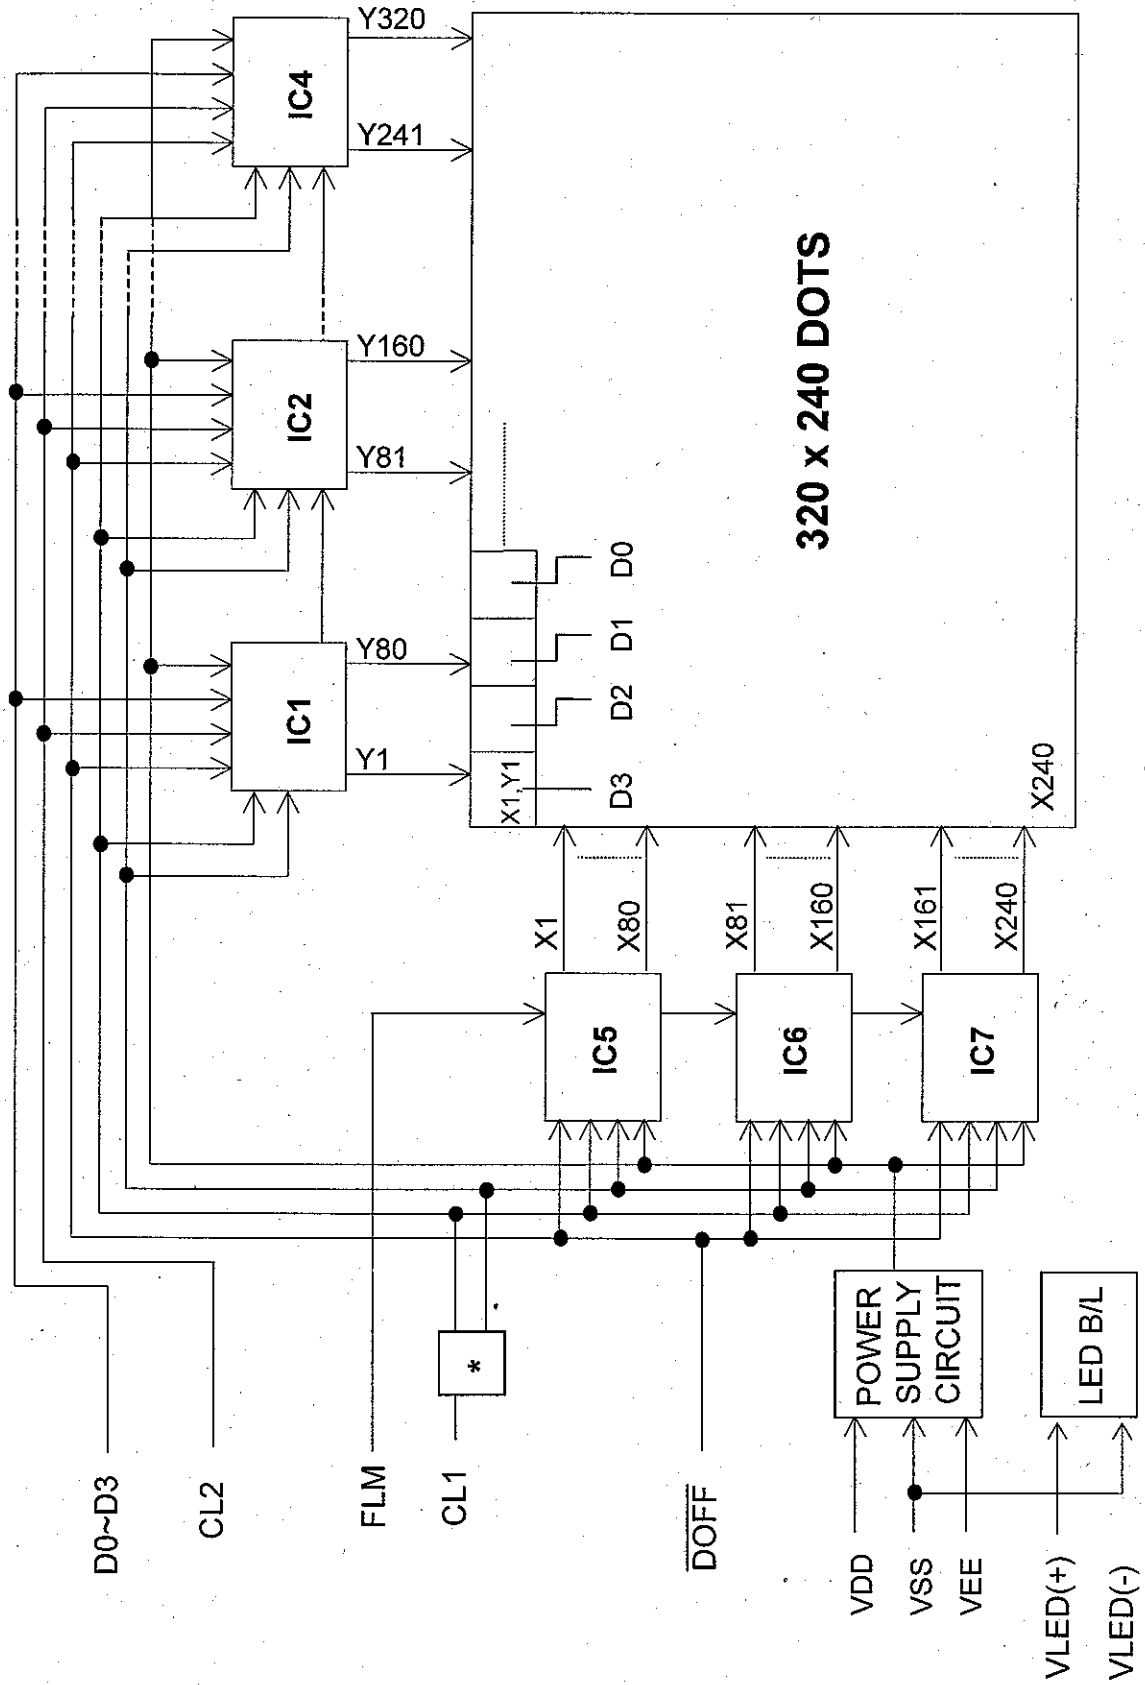 D0~D3
CL2
FLM
CL1
*
DOFF
VDD
VSS
VEE
VLED(+)
VLED(-)
POWER
SUPPLY
CIRCUIT
LED B/L
IC1
IC2
IC4
Y1
Y80
Y81
Y160
Y241
Y320
IC5
IC6
IC7
X1
X80
X81
X160
X161
X240
X1,Y1
D3
D2
D1
D0
320 x 240 DOTS
X240